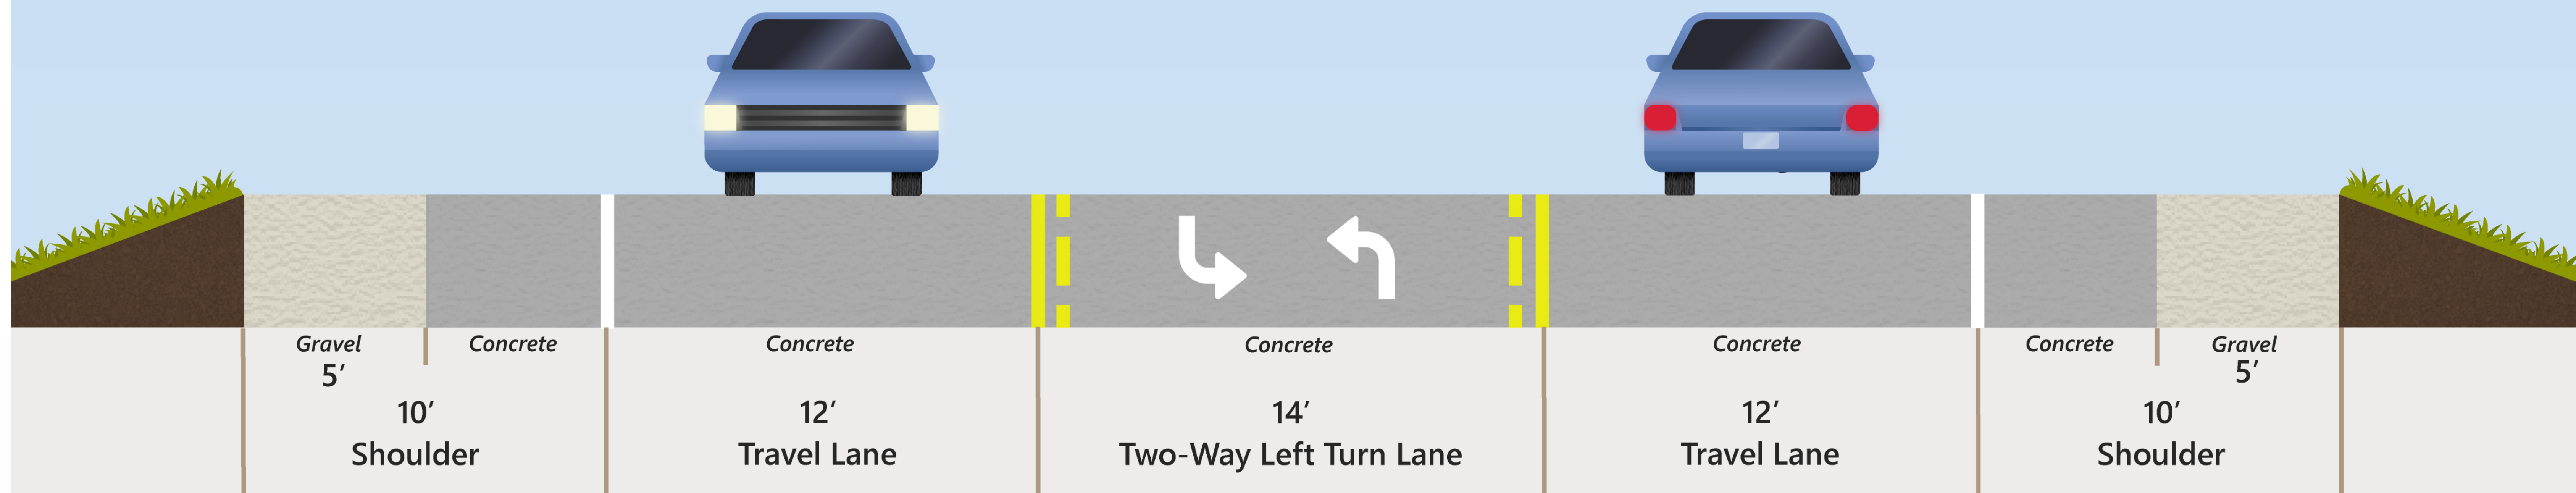 Gravel
Concrete
Concrete
Concrete
Concrete
Concrete
Gravel
5’
5’
10’
12’
14’
12’
10’
Shoulder
Travel Lane
Two-Way Left Turn Lane
Travel Lane
Shoulder